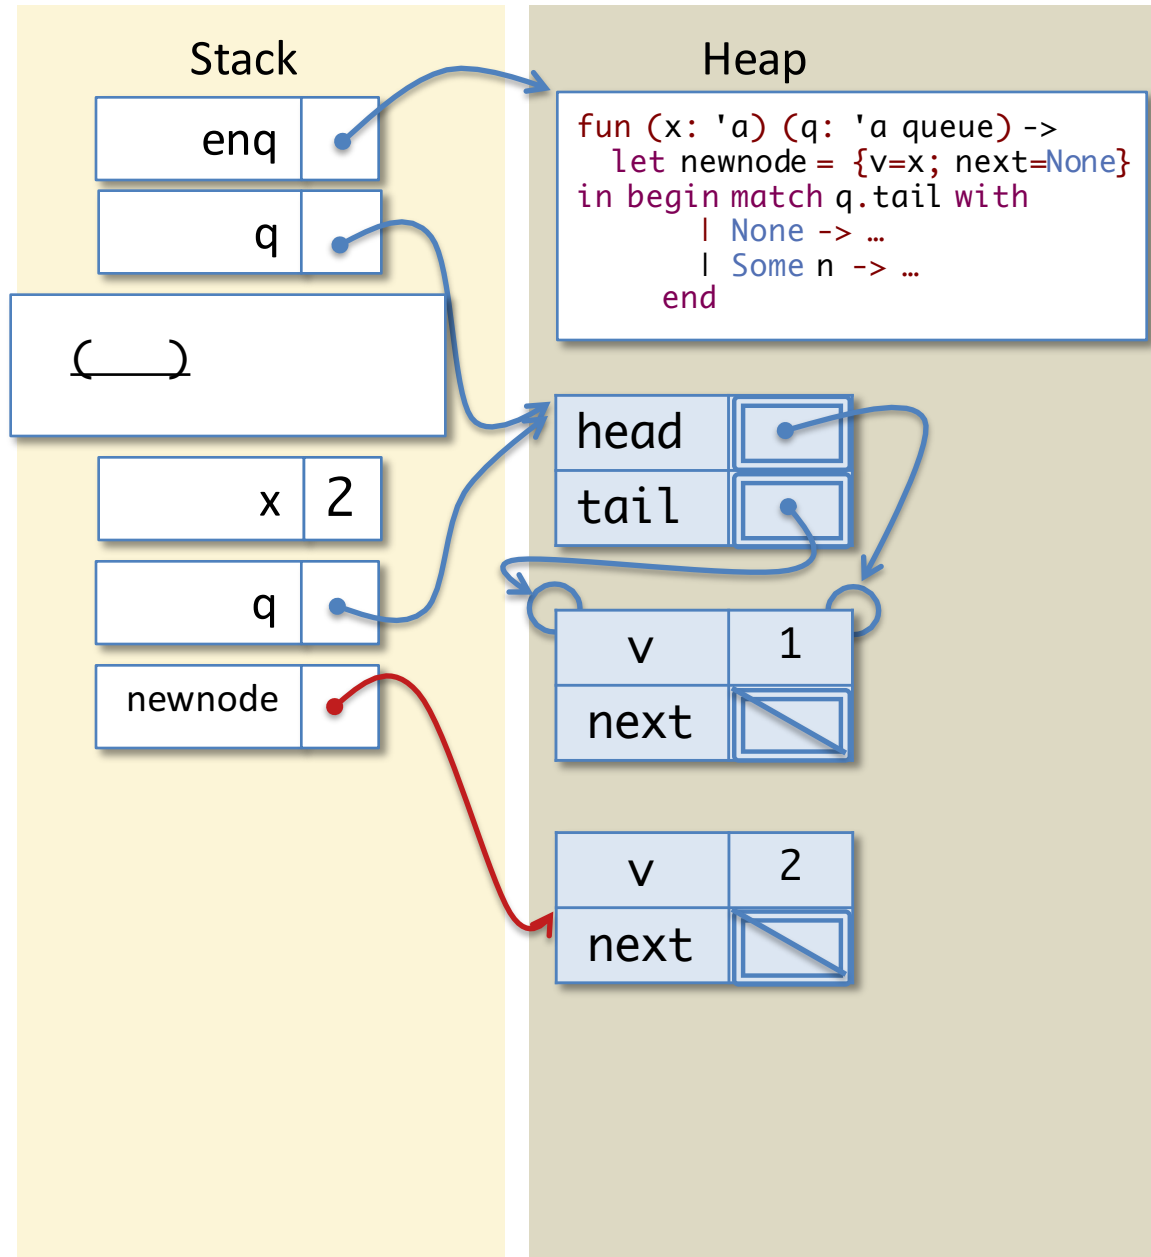 Stack
enq
q
(   )
x 2
q
newnode
Heap
fun (x: 'a) (q: 'a queue) ->
let newnode = {v=x; next=None}
in begin match q.tail with
| None -> …
| Some n -> …
end
head
tail
v 1
next
v 2
next